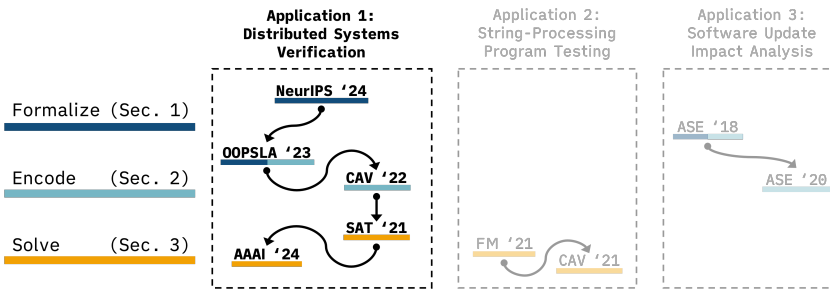 Application 1:
Distributed Systems
Verification
Application 2:
String-Processing
Program Testing
Application 3:
Software Update
Impact Analysis
Formalize (Sec. 1)
Encode (Sec. 2)
Solve (Sec. 3)
NeurIPS ‘24
OOPSLA ‘23
CAV ‘22
SAT ‘21
AAAI ‘24
FM ‘21
CAV ‘21
ASE ‘18
ASE ‘20